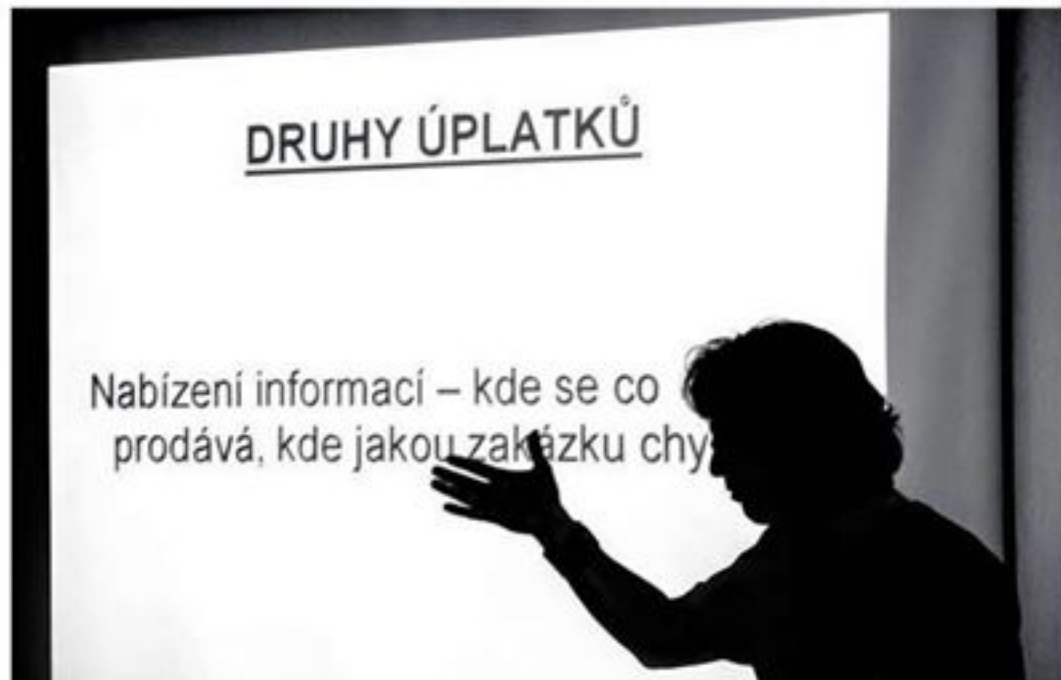 DRUHY ÚPLATKŮ
Nabízení informací – kde se co
prodává, kde jakou zakázku